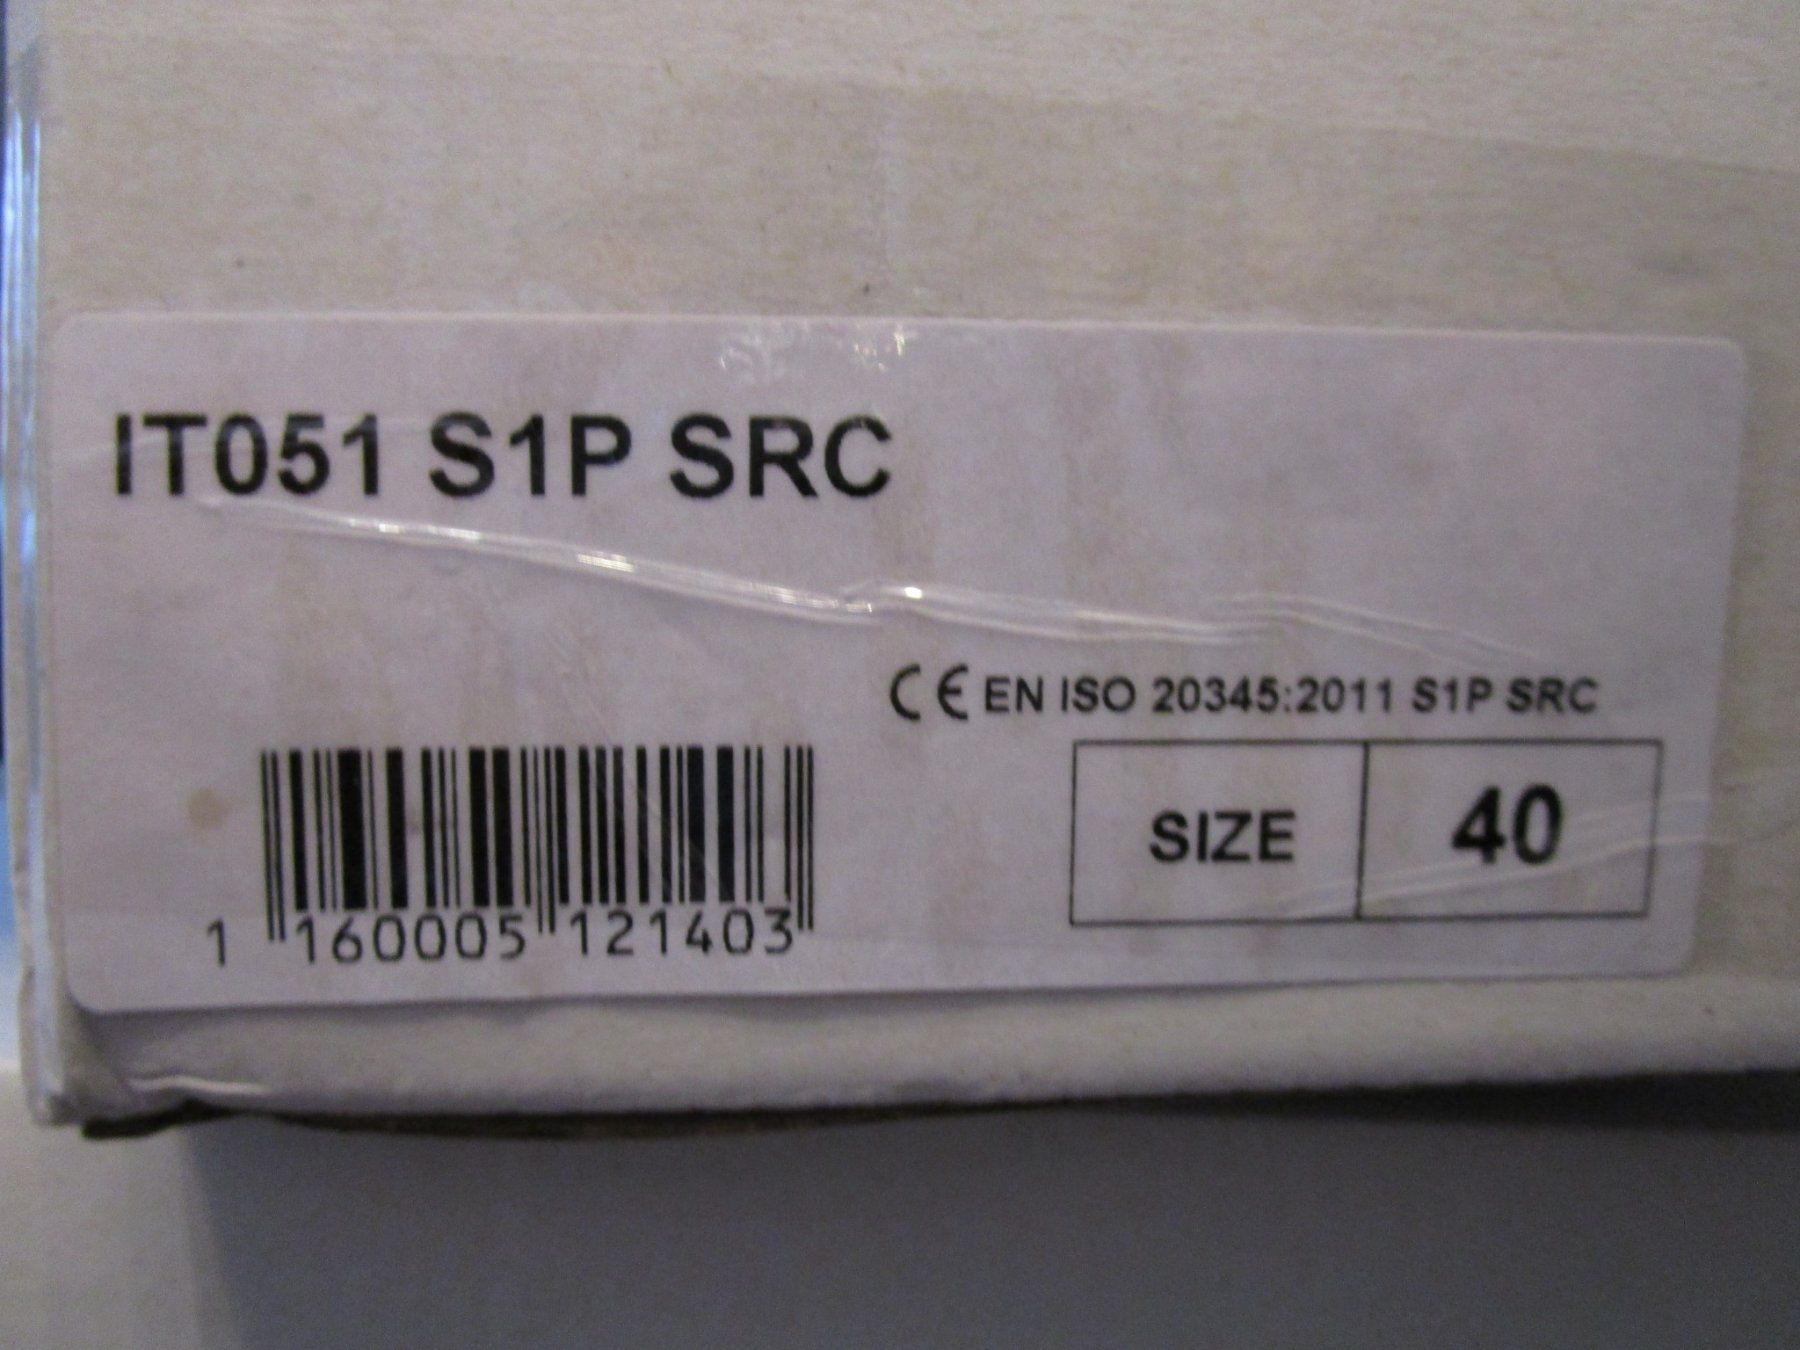 IT051 S1P SRC
CE EN ISO 20345:2011 S1P SRC
SIZE 40
1 160005 121403